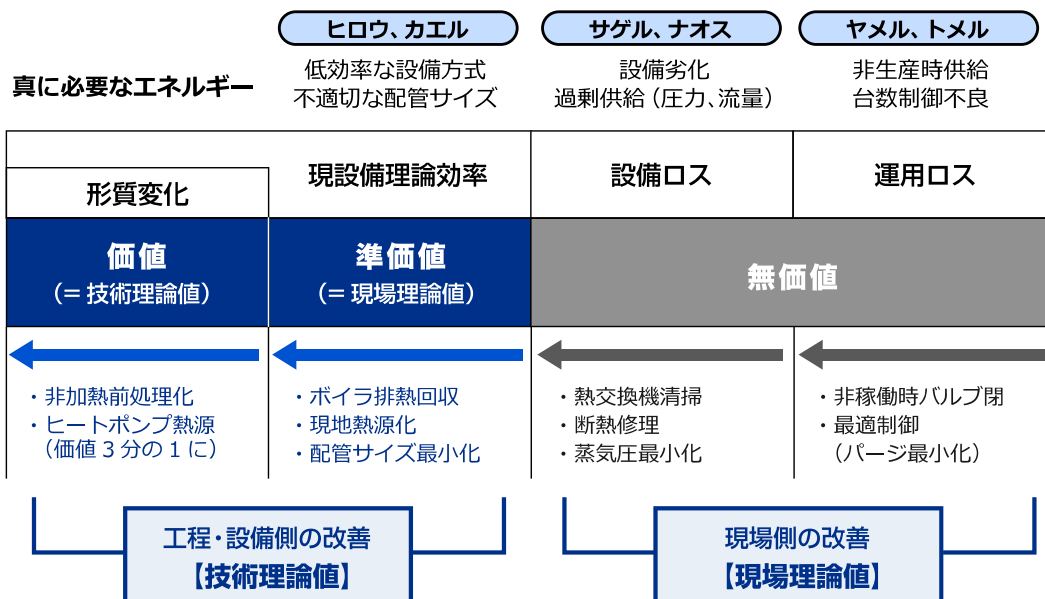 ヒロウ、カエル
サゲル、ナオス
ヤメル、トメル
真に必要なエネルギー
低効率な設備方式
不適切な配管サイズ
設備劣化
過剰供給（圧力、流量）
非生産時供給
台数制御不良
形質変化
現設備理論効率
設備ロス
運用ロス
価値
（＝技術理論値）
準価値
（＝現場理論値）
無価値
・非加熱前処理化
・ヒートポンプ熱源
（価値3分の1に）
・ボイラ排熱回収
・現地熱源化
・配管サイズ最小化
・熱交換機清掃
・断熱修理
・蒸気圧最小化
・非稼働時バルブ閉
・最適制御
（パージ最小化）
工程・設備側の改善
【技術理論値】
現場側の改善
【現場理論値】